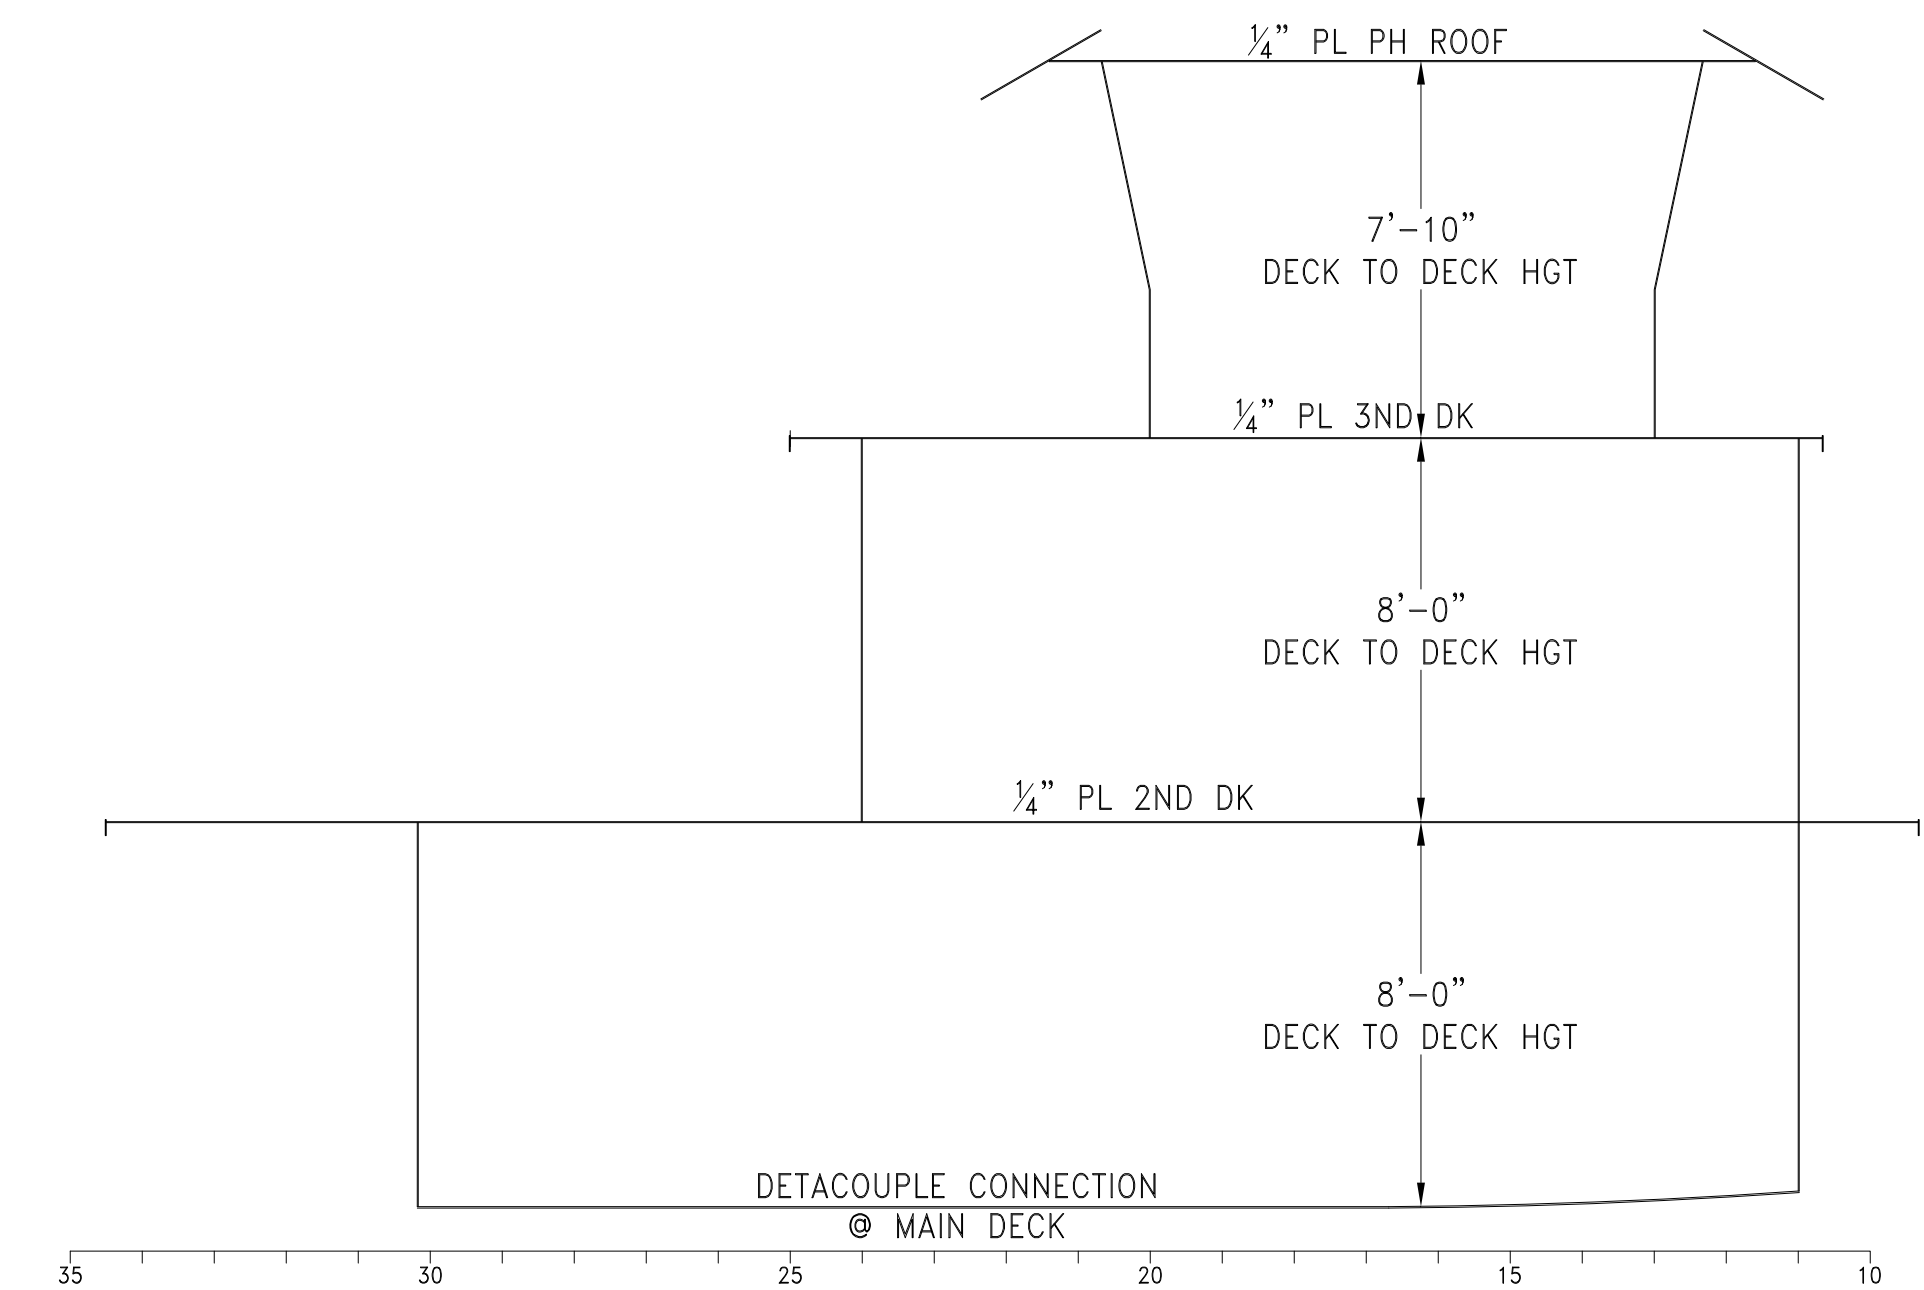 ¼” PL PH ROOF
7’-10”
DECK TO DECK HGT
¼” PL 3ND DK
8’-0”
DECK TO DECK HGT
¼” PL 2ND DK
8’-0”
DECK TO DECK HGT
DETACOUPLE CONNECTION
@ MAIN DECK
35 30 25 20 15 10